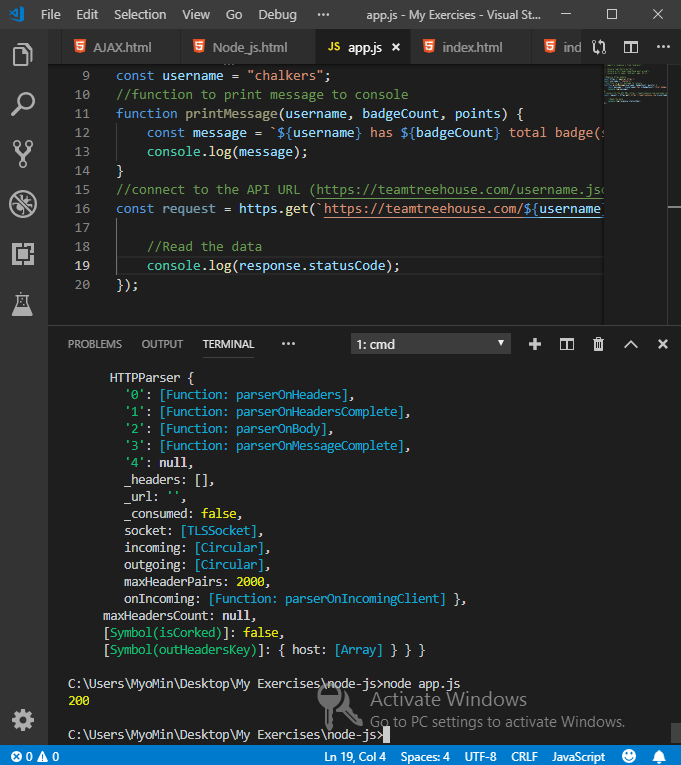 File Edit Selection View Go Debug ••• app.js - My Exercises - Visual St...
AJAX.html Node_js.html JS app.js index.html ind
9 const username = "chalkers";
10 //function to print message to console
11 function printMessage(username, badgeCount, points) {
12 const message = `${username} has ${badgeCount} total badge(s
13 console.log(message);
14 }
15 //connect to the API URL (https://teamtreehouse.com/username.jso
16 const request = https.get(`https://teamtreehouse.com/${username}
17
18 //Read the data
19 console.log(response.statusCode);
20 });
PROBLEMS OUTPUT TERMINAL ••• 1: cmd
HTTPParser {
'0': [Function: parserOnHeaders],
'1': [Function: parserOnHeadersComplete],
'2': [Function: parserOnBody],
'3': [Function: parserOnMessageComplete],
'4': null,
_headers: [],
_url: '',
_consumed: false,
socket: [TLSSocket],
incoming: [Circular],
outgoing: [Circular],
maxHeaderPairs: 2000,
onIncoming: [Function: parserOnIncomingClient] },
maxHeadersCount: null,
[Symbol(isCorked)]: false,
[Symbol(outHeadersKey)]: { host: [Array] } } }
C:\Users\MyoMin\Desktop\My Exercises\node-js>node app.js
200
Activate Windows
Go to PC settings to activate Windows.
C:\Users\MyoMin\Desktop\My Exercises\node-js>
0 0 Ln 19, Col 4 Spaces: 4 UTF-8 CRLF JavaScript